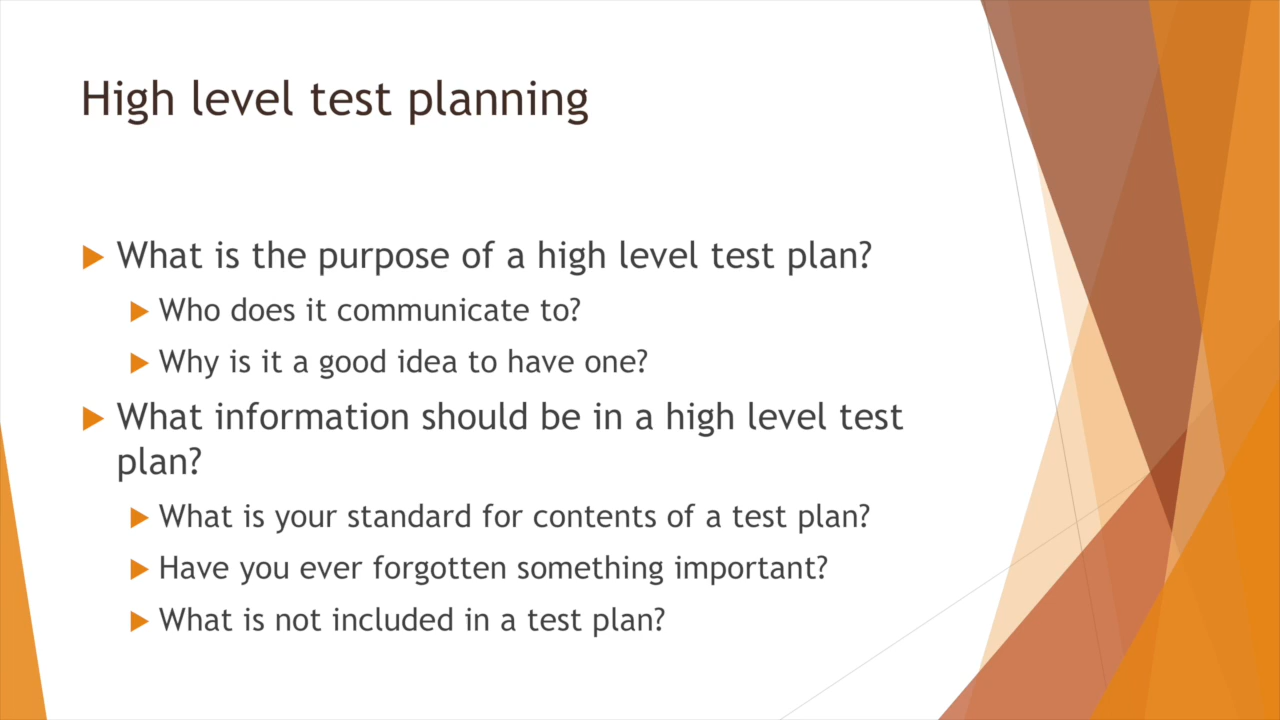 High level test planning
What is the purpose of a high level test plan?
Who does it communicate to?
Why is it a good idea to have one?
What information should be in a high level test
plan?
What is your standard for contents of a test plan?
Have you ever forgotten something important?
What is not included in a test plan?